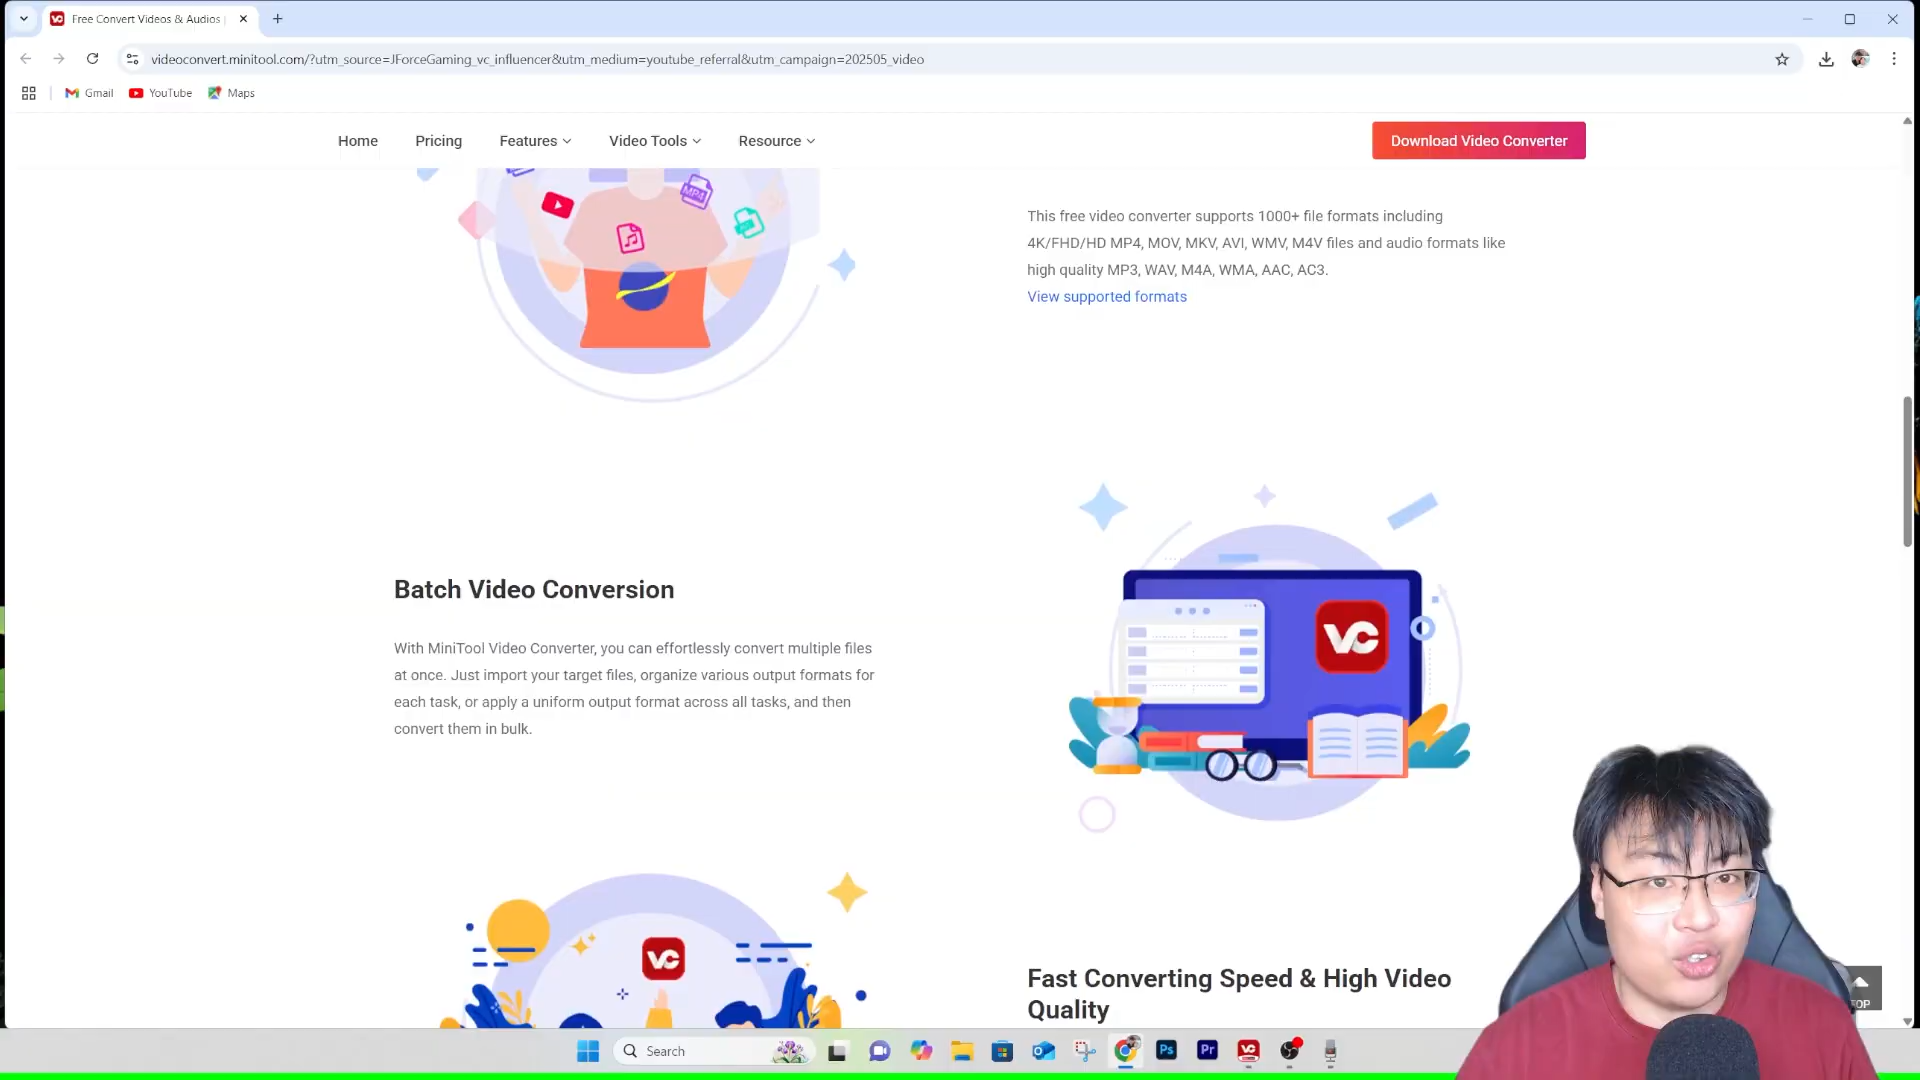 Free Convert Videos & Audios
videoconvert.minitool.com/?utm_source=JForceGaming_vc_influencer&utm_medium=youtube_referral&utm_campaign=202505_video
Gmail
YouTube
Maps
Home
Pricing
Features
Video Tools
Resource
Download Video Converter
MP4
This free video converter supports 1000+ file formats including
4K/FHD/HD MP4, MOV, MKV, AVI, WMV, M4V files and audio formats like
high quality MP3, WAV, M4A, WMA, AAC, AC3.
View supported formats
Batch Video Conversion
With MiniTool Video Converter, you can effortlessly convert multiple files
at once. Just import your target files, organize various output formats for
each task, or apply a uniform output format across all tasks, and then
convert them in bulk.
VC
VC
Fast Converting Speed & High Video
Quality
TOP
Search
Ps
Pr
VC